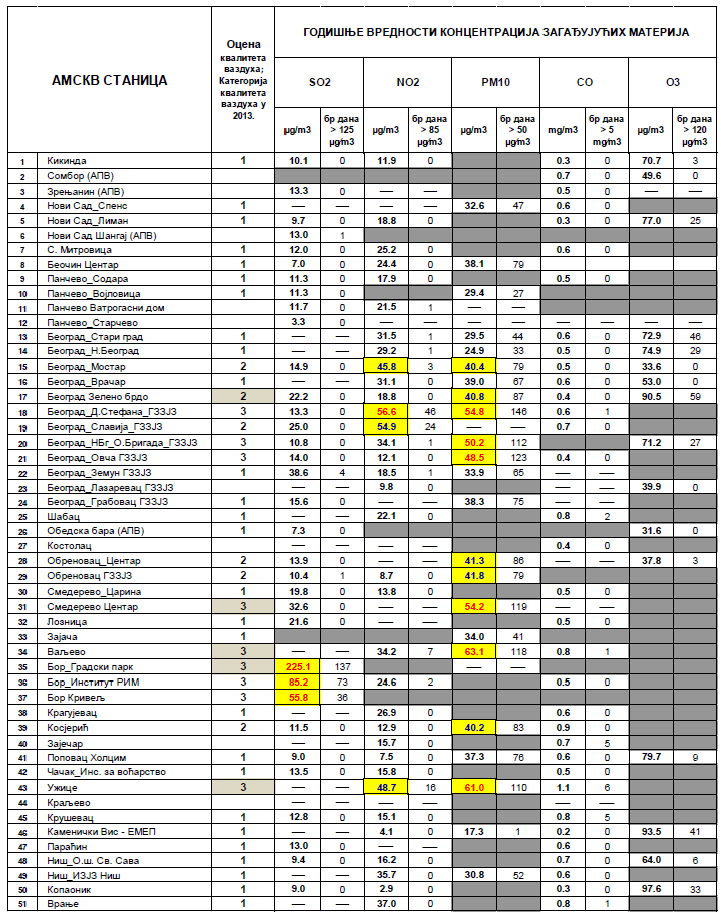 ГОДИШЊЕ ВРЕДНОСТИ КОНЦЕНТРАЦИЈА ЗАГАЂУЈУЋИХ МАТЕРИЈА
АМСКВ СТАНИЦА
Оцена квалитета ваздуха; Категорија квалитета ваздуха у 2013.
SO2 NO2 PM10 CO O3
µg/m3 бр дана > 125 µg/m3 µg/m3 бр дана > 85 µg/m3 µg/m3 бр дана > 50 µg/m3 mg/m3 бр дана > 5 mg/m3 µg/m3 бр дана > 120 µg/m3
1 Кикинда 1 10.1 0 11.9 0 0.3 0 70.7 3
2 Сомбор (АПВ) 0.7 0 49.6 0
3 Зрењанин (АПВ) 13.3 0 — — 0.5 0 — —
4 Нови Сад_Спенс 1 — — — — 32.6 47 0.6 0
5 Нови Сад_Лиман 1 9.7 0 18.8 0 0.3 0 77.0 25
6 Нови Сад Шангај (АПВ) 13.0 1
7 С. Митровица 1 12.0 0 25.2 0 0.6 0
8 Беочин Центар 1 7.0 0 24.4 0 38.1 79
9 Панчево_Содара 1 11.3 0 17.9 0 0.5 0
10 Панчево_Војловица 1 11.3 0 29.4 27
11 Панчево Ватрогасни дом 11.7 0 21.5 1 — —
12 Панчево_Старчево 3.3 0 — — — — — — — —
13 Београд_Стари град 1 — — 31.5 1 29.5 44 0.6 0 72.9 46
14 Београд_Н.Београд 1 — — 29.2 1 24.9 33 0.5 0 74.9 29
15 Београд_Мостар 2 14.9 0 45.8 3 40.4 79 0.5 0 33.6 0
16 Београд_Врачар 1 — — 31.1 0 39.0 67 0.6 0 53.0 0
17 Београд Зелено брдо 2 22.2 0 18.8 0 40.8 87 0.4 0 90.5 59
18 Београд_Д.Стефана_ГЗЗЈЗ 3 13.3 0 56.6 46 54.8 146 0.6 1
19 Београд_Славија_ГЗЗЈЗ 2 25.0 0 54.9 24 — — 0.7 0
20 Београд_НБг_О.Бригада_ГЗЗЈЗ 3 10.8 0 34.1 1 50.2 112 71.2 27
21 Београд_Овча ГЗЗЈЗ 3 14.0 0 12.1 0 48.5 123 0.4 0
22 Београд_Земун ГЗЗЈЗ 1 38.6 4 18.5 1 33.9 65 — —
23 Београд_Лазаревац ГЗЗЈЗ — — 9.8 0 39.9 0
24 Београд_Грабовац ГЗЗЈЗ 1 15.6 0 — — 38.3 75 — —
25 Шабац 1 — — 22.1 0 0.8 2
26 Обедска бара (АПВ) 1 7.3 0 31.6 0
27 Костолац — — — — 0.4 0
28 Обреновац_Центар 2 13.9 0 — — 41.3 86 — — 37.8 3
29 Обреновац ГЗЗЈЗ 2 10.4 1 8.7 0 41.8 79
30 Смедерево_Царина 1 19.8 0 13.8 0 0.5 0
31 Смедерево Центар 3 32.6 0 — — 54.2 119 — —
32 Лозница 1 21.6 0 — — 0.5 0
33 Зајача 1 34.0 41
34 Ваљево 3 — — 34.2 7 63.1 118 0.8 1
35 Бор_Градски парк 3 225.1 137 — —
36 Бор_Институт РИМ 3 85.2 73 24.6 2 0.5 0
37 Бор Кривељ 3 55.8 36
38 Крагујевац 1 — — 26.9 0 0.6 0
39 Косјерић 2 11.5 0 12.9 0 40.2 83 0.9 0
40 Зајечар — — 15.7 0 0.7 5
41 Поповац Холцим 1 9.0 0 7.5 0 37.3 76 0.6 0 79.7 9
42 Чачак_Инс. за воћарство 1 13.5 0 15.8 0 0.5 0
43 Ужице 3 — — 48.7 16 61.0 110 1.1 6
44 Краљево — — — — — —
45 Крушевац 1 12.8 0 15.1 0 0.8 5
46 Каменички Вис - ЕМЕП 1 — — 4.1 0 17.3 1 0.2 0 93.5 41
47 Параћин 1 13.0 0 — — 0.6 0
48 Ниш_О.ш. Св. Сава 1 9.4 0 16.2 0 0.7 0 64.0 6
49 Ниш_ИЗЈЗ Ниш 1 — — 35.7 0 30.8 52 0.6 0
50 Копаоник 1 9.0 0 2.9 0 0.3 0 97.6 33
51 Врање 1 — — 37.0 0 0.8 1